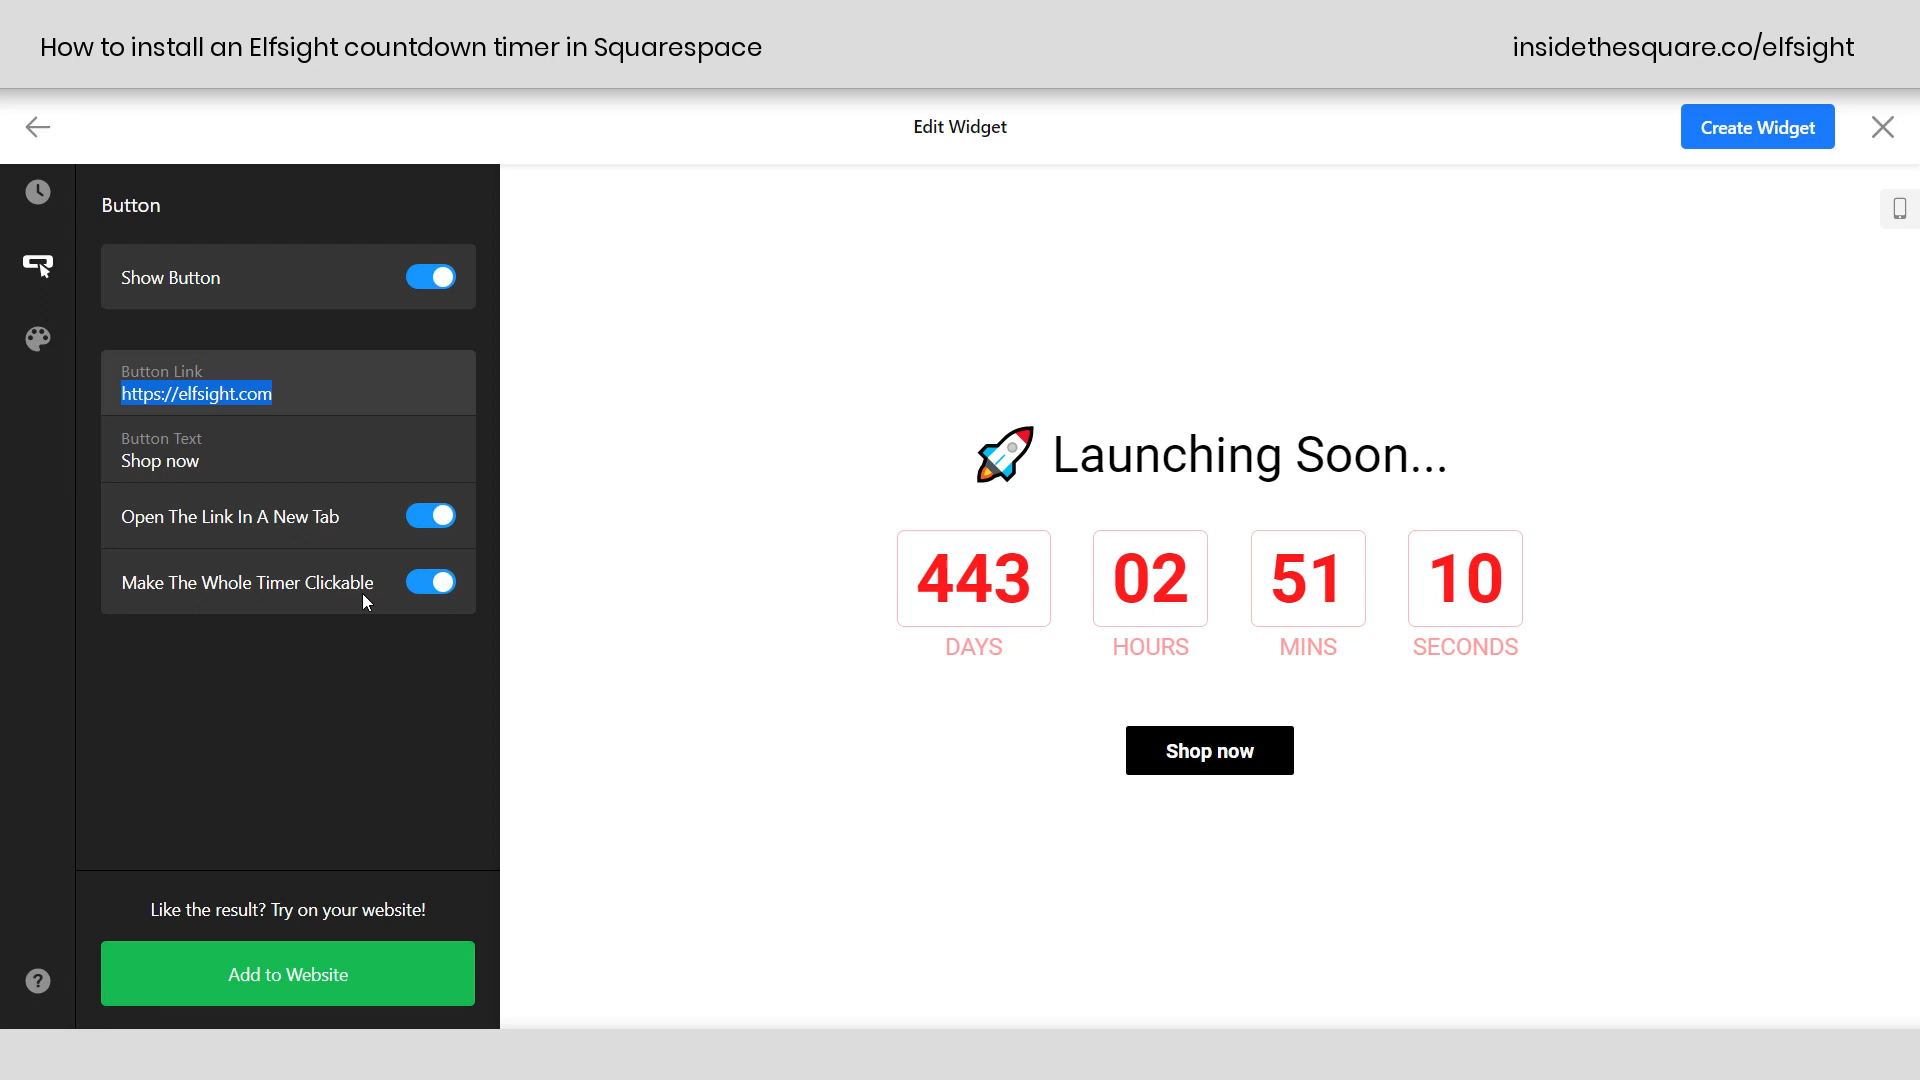 How to install an Elfsight countdown timer in Squarespace
insidethesquare.co/elfsight
Edit Widget
Create Widget
Button
Show Button
Button Link
https://elfsight.com
Button Text
Shop now
Open The Link In A New Tab
Make The Whole Timer Clickable
Like the result? Try on your website!
Add to Website
?
🚀 Launching Soon...
443 02 51 10
DAYS HOURS MINS SECONDS
Shop now